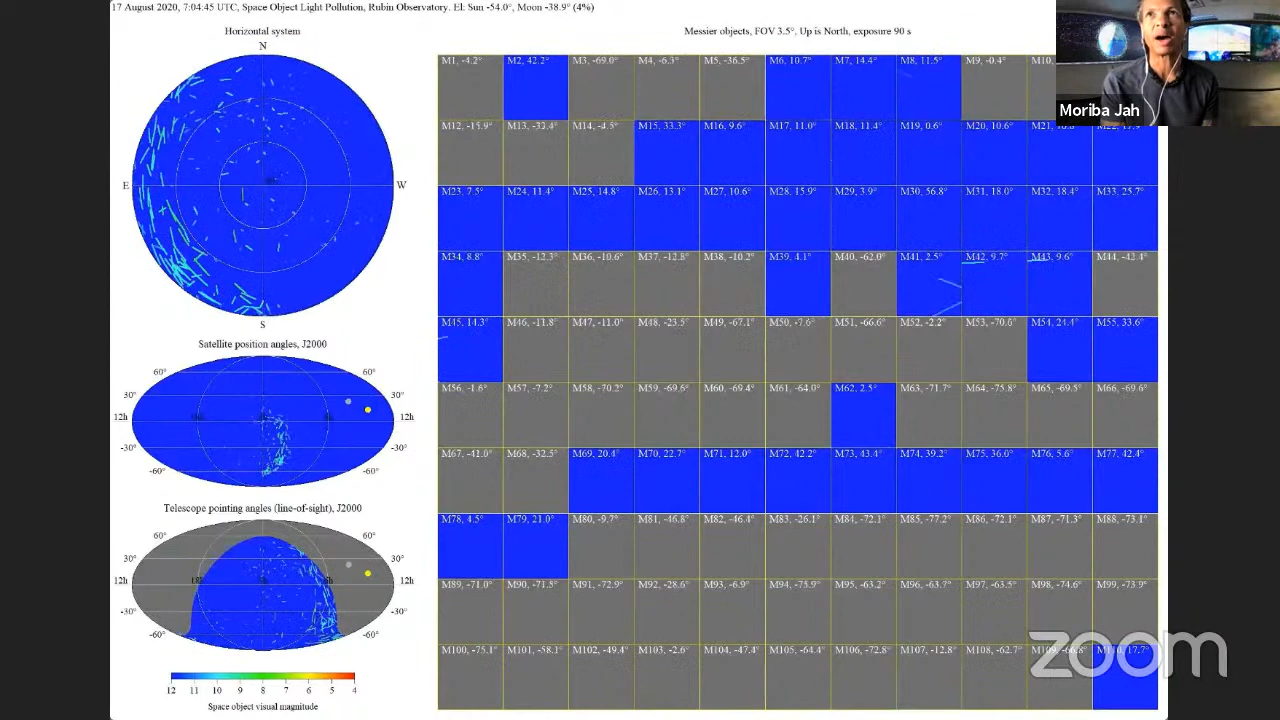 17 August 2020, 7:04:45 UTC, Space Object Light Pollution, Rubin Observatory. El: Sun -54.0°, Moon -38.9° (4%)
Horizontal system
N
E
W
S
Satellite position angles, J2000
60° 60°
30° 30°
12h 12h
-30° -30°
-60° -60°
Telescope pointing angles (line-of-sight), J2000
60° 60°
30° 30°
12h 18h 6h 12h
-30° -30°
-60° -60°
12 11 10 9 8 7 6 5 4
Space object visual magnitude
Messier objects, FOV 3.5°, Up is North, exposure 90 s
M1, -4.2° M2, 42.2° M3, -69.0° M4, -6.3° M5, -36.5° M6, 10.7° M7, 14.4° M8, 11.5° M9, -0.4° M10,
M12, -15.9° M13, -33.4° M14, -4.5° M15, 33.3° M16, 9.6° M17, 11.0° M18, 11.4° M19, 0.6° M20, 10.6° M21,
M23, 7.5° M24, 11.4° M25, 14.8° M26, 13.1° M27, 10.6° M28, 15.9° M29, 3.9° M30, 56.8° M31, 18.0° M32, 18.4° M33, 25.7°
M34, 8.8° M35, -12.3° M36, -10.6° M37, -12.8° M38, -10.2° M39, 4.1° M40, -62.0° M41, 2.5° M42, 9.7° M43, 9.6° M44, -42.4°
M45, 14.3° M46, -11.8° M47, -11.0° M48, -23.5° M49, -67.1° M50, -7.6° M51, -66.6° M52, -2.2° M53, -70.6° M54, 24.4° M55, 33.6°
M56, -1.6° M57, -7.2° M58, -70.2° M59, -69.6° M60, -69.4° M61, -64.0° M62, 2.5° M63, -71.7° M64, -75.8° M65, -69.5° M66, -69.6°
M67, -41.0° M68, -32.5° M69, 20.4° M70, 22.7° M71, 12.0° M72, 42.2° M73, 43.4° M74, 39.2° M75, 36.0° M76, 5.6° M77, 42.4°
M78, 4.5° M79, 21.0° M80, -9.7° M81, -46.8° M82, -46.4° M83, -26.1° M84, -72.1° M85, -77.2° M86, -72.1° M87, -71.3° M88, -73.1°
M89, -71.0° M90, -71.5° M91, -72.9° M92, -28.6° M93, -6.9° M94, -75.9° M95, -63.2° M96, -63.7° M97, -63.5° M98, -74.6° M99, -73.9°
M100, -75.1° M101, -58.1° M102, -49.4° M103, -2.6° M104, -47.4° M105, -64.4° M106, -72.8° M107, -12.8° M108, -62.7° M109, -66.8° M110, 17.7°
Moriba Jah
zoom